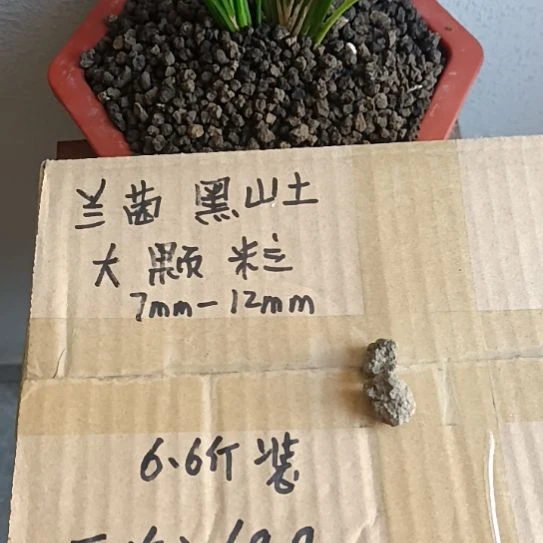 兰菌 黑山土
大 颗 粒
7mm-12mm
6.6斤装